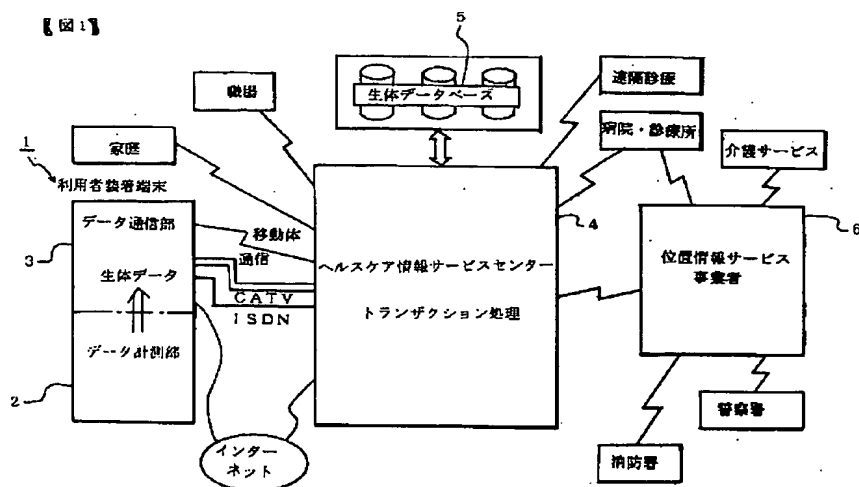 【図1】
5
生体データベース
職器
遠隔診療
病院・診療所
家庭
介護サービス
1
利用者装着端末
データ通信部
移動体
通信
3
4
6
生体データ
ヘルスケア情報サービスセンター
位置情報サービス
事業者
CATV
ISDN
トランザクション処理
データ計測部
2
インター
ネット
警察署
消防署